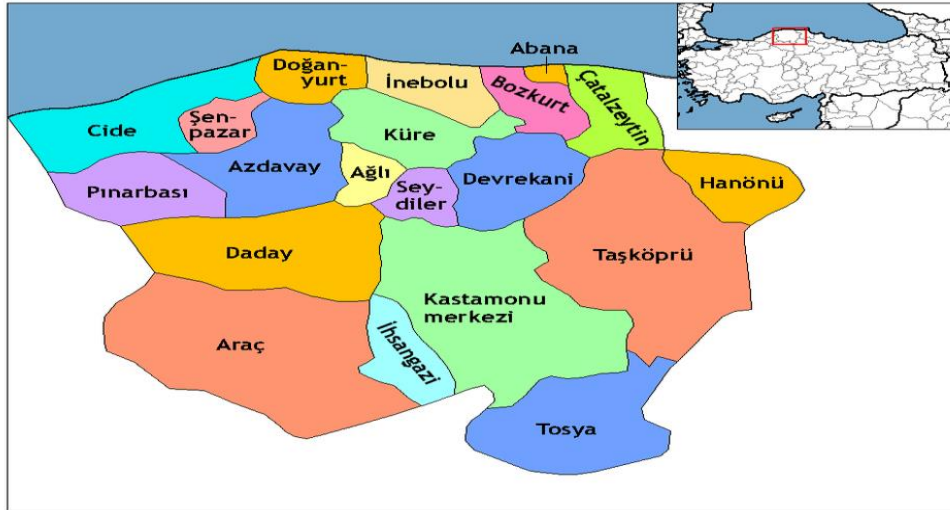 Abana
Doğan-
yurt
İnebolu
Bozkurt
Çatalzeytin
Cide
Şen-
pazar
Küre
Azdavay
Ağlı
Pınarbası
Sey-
diler
Devrekani
Hanönü
Daday
Taşköprü
Kastamonu
merkezi
Araç
İhsangazi
Tosya